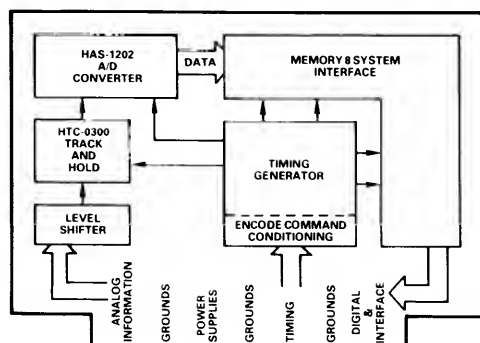 HAS-1202
A/D
CONVERTER
DATA
MEMORY 8 SYSTEM
INTERFACE
HTC-0300
TRACK
AND
HOLD
TIMING
GENERATOR
LEVEL
SHIFTER
ENCODE COMMAND
CONDITIONING
ANALOG
INFORMATION
GROUNDS
POWER
SUPPLIES
GROUNDS
TIMING
GROUNDS
DIGITAL
&
INTERFACE